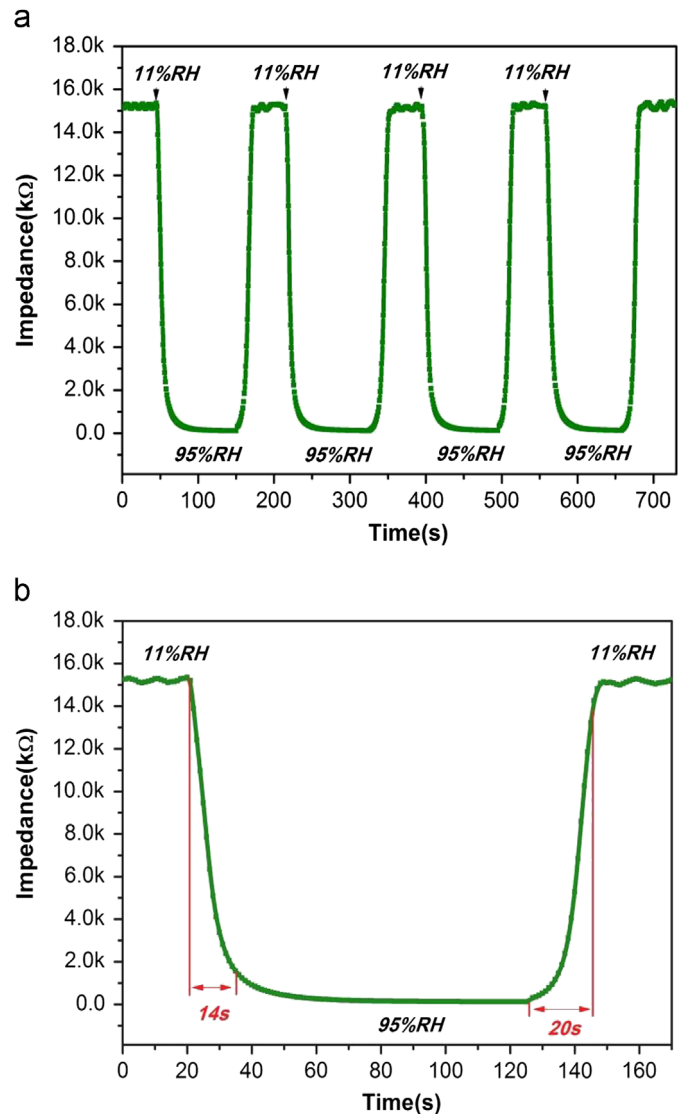 a
18.0k
11%RH 11%RH 11%RH 11%RH
16.0k
14.0k
12.0k
10.0k
8.0k
6.0k
4.0k
2.0k
0.0
Impedance(kΩ)
95%RH 95%RH 95%RH 95%RH
0 100 200 300 400 500 600 700
Time(s)
b
18.0k
11%RH 11%RH
16.0k
14.0k
12.0k
10.0k
8.0k
6.0k
4.0k
2.0k
0.0
Impedance(kΩ)
14s 95%RH 20s
0 20 40 60 80 100 120 140 160
Time(s)